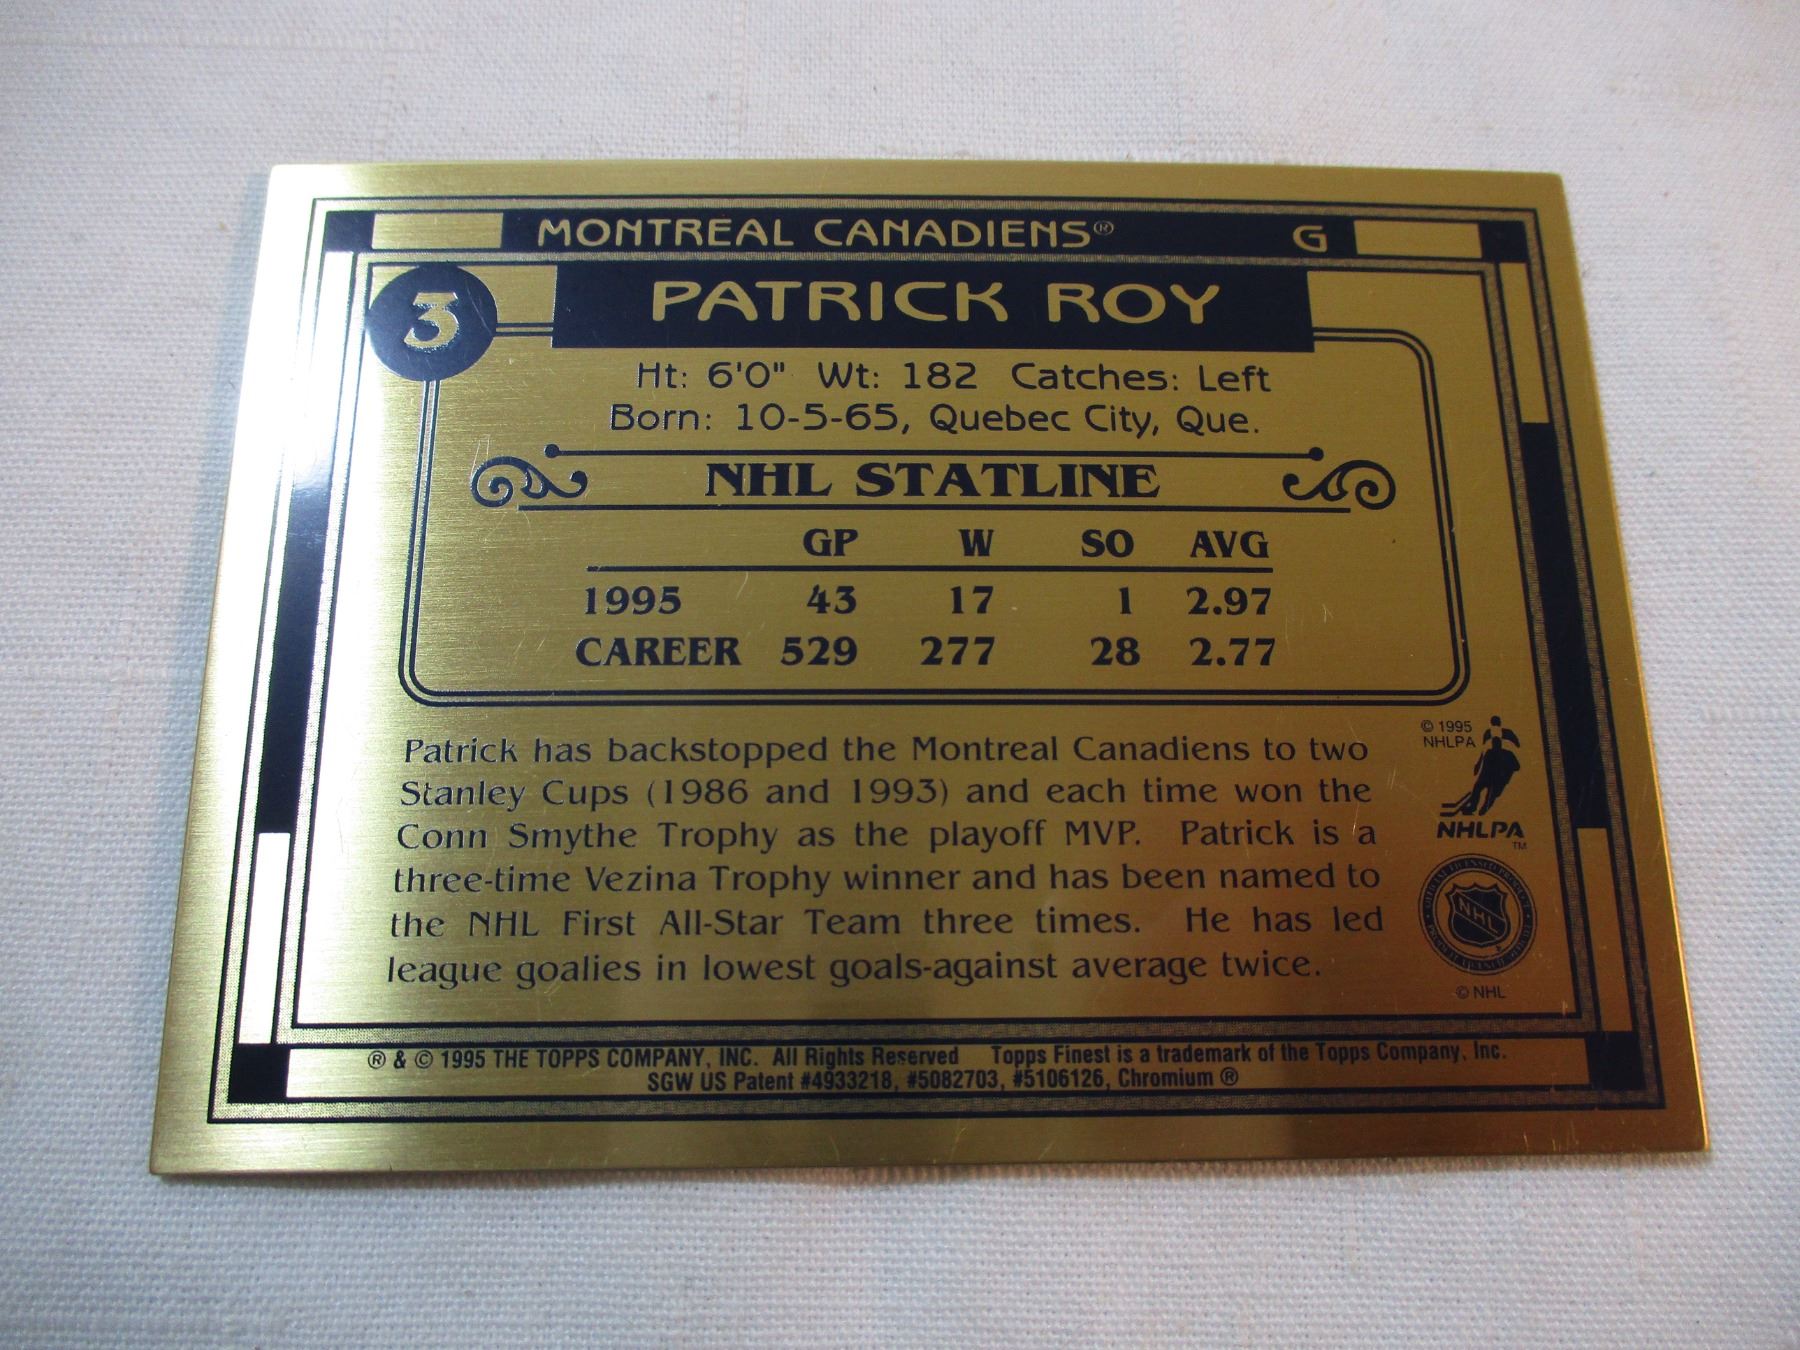 MONTREAL CANADIENS® G
3 PATRICK ROY
Ht: 6'0" Wt: 182 Catches: Left
Born: 10-5-65, Quebec City, Que.
NHL STATLINE
GP W SO AVG
1995 43 17 1 2.97
CAREER 529 277 28 2.77
Patrick has backstopped the Montreal Canadiens to two
Stanley Cups (1986 and 1993) and each time won the
Conn Smythe Trophy as the playoff MVP. Patrick is a
three-time Vezina Trophy winner and has been named to
the NHL First All-Star Team three times. He has led
league goalies in lowest goals-against average twice.
© 1995
NHLPA
NHLPA
TM
NHL
© NHL
® & © 1995 THE TOPPS COMPANY, INC. All Rights Reserved Topps Finest is a trademark of the Topps Company, Inc.
SGW US Patent #4933218, #5082703, #5106126, Chromium ®